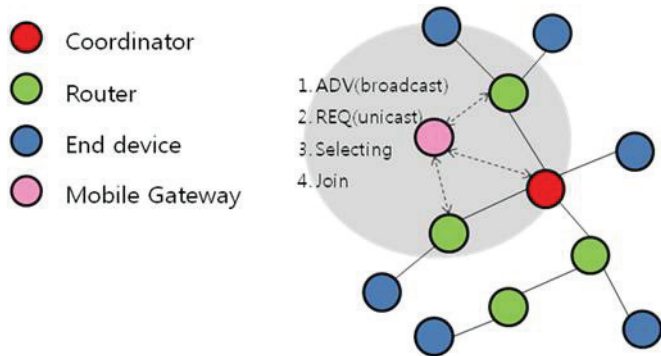 Coordinator
Router
End device
Mobile Gateway
1. ADV(broadcast)
2. REQ(unicast)
3. Selecting
4. Join